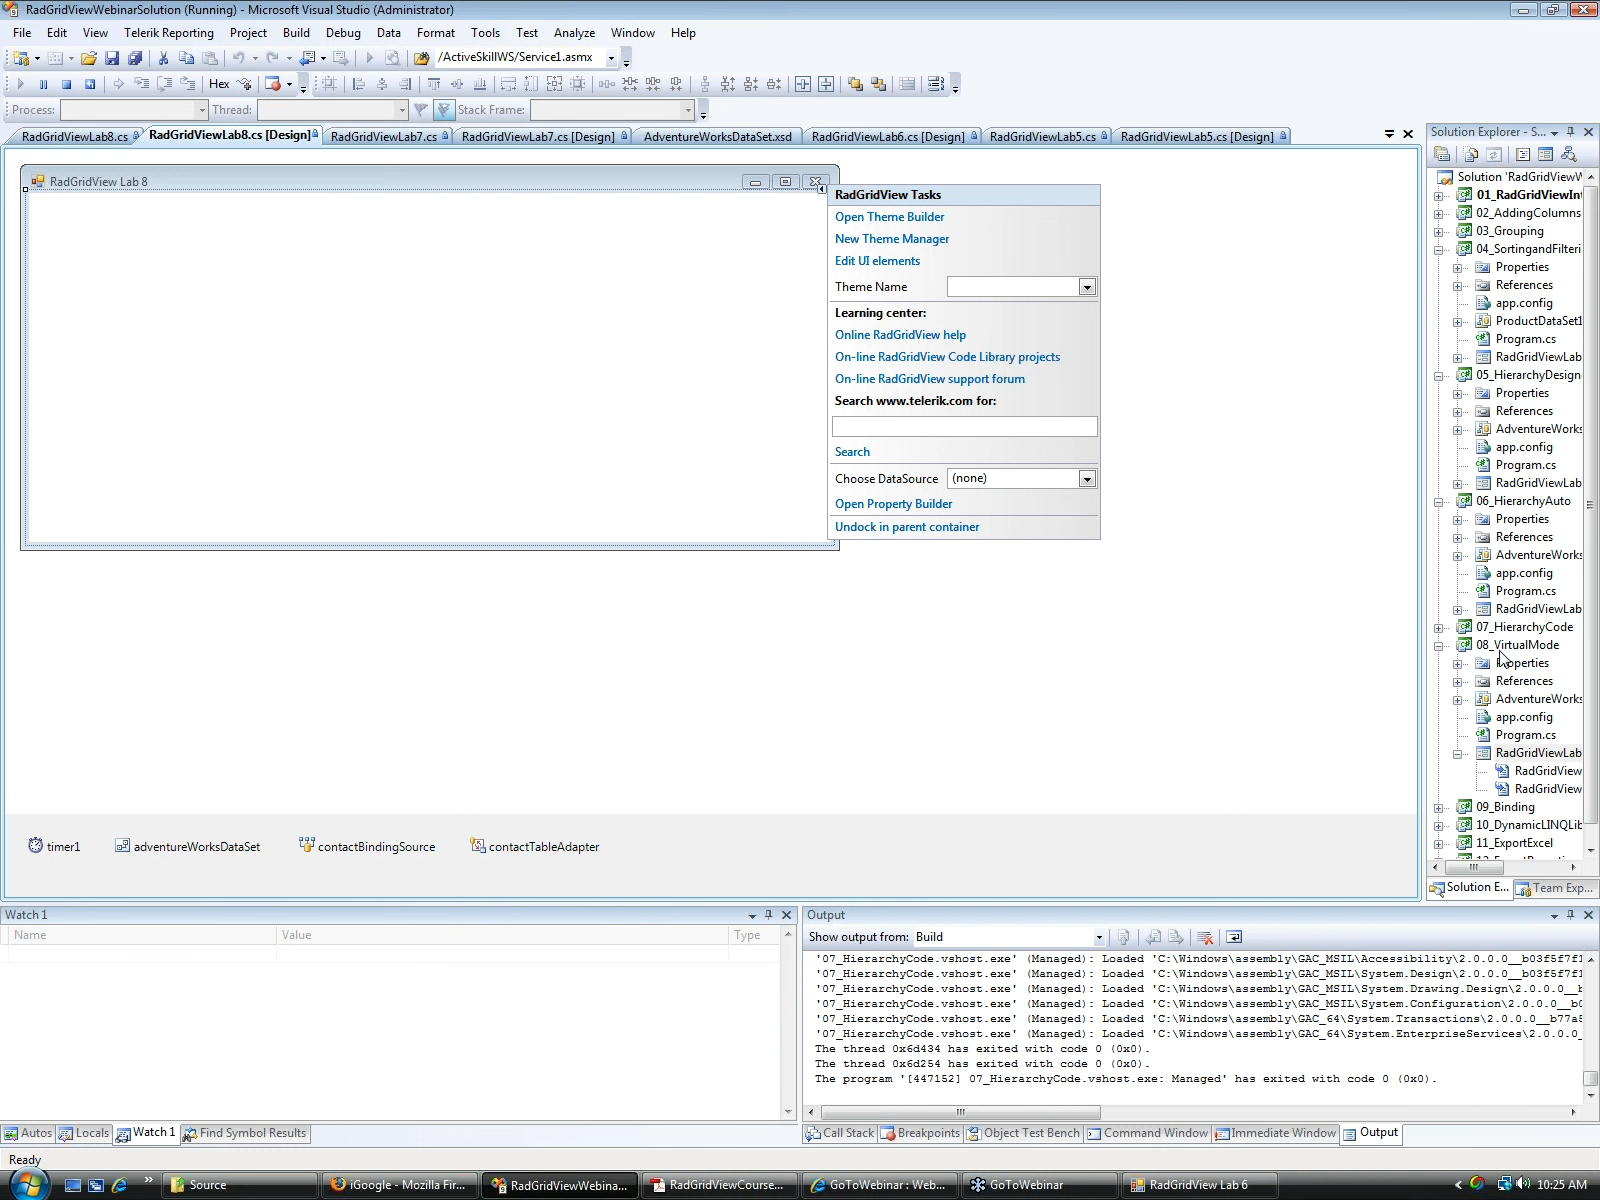 RadGridViewWebinarSolution (Running) - Microsoft Visual Studio (Administrator)
File Edit View Telerik Reporting Project Build Debug Data Format Tools Test Analyze Window Help
/ActiveSkillWS/Service1.asmx
Hex
Process: Thread: Stack Frame:
RadGridViewLab8.cs RadGridViewLab8.cs [Design] RadGridViewLab7.cs RadGridViewLab7.cs [Design] AdventureWorksDataSet.xsd RadGridViewLab6.cs [Design] RadGridViewLab5.cs RadGridViewLab5.cs [Design]
RadGridView Lab 8
RadGridView Tasks
Open Theme Builder
New Theme Manager
Edit UI elements
Theme Name
Learning center:
Online RadGridView help
On-line RadGridView Code Library projects
On-line RadGridView support forum
Search www.telerik.com for:
Search
Choose DataSource (none)
Open Property Builder
Undock in parent container
timer1 adventureWorksDataSet contactBindingSource contactTableAdapter
Solution Explorer - S...
Solution 'RadGridViewW
01_RadGridViewInt
02_AddingColumns
03_Grouping
04_SortingandFilteri
Properties
References
app.config
ProductDataSet1
Program.cs
RadGridViewLab
05_HierarchyDesign
Properties
References
AdventureWorks
app.config
Program.cs
RadGridViewLab
06_HierarchyAuto
Properties
References
AdventureWorks
app.config
Program.cs
RadGridViewLab
07_HierarchyCode
08_VirtualMode
Properties
References
AdventureWorks
app.config
Program.cs
RadGridViewLab
RadGridView
RadGridView
09_Binding
10_DynamicLINQLib
11_ExportExcel
Solution E... Team Exp...
Watch 1
Name Value Type
Autos Locals Watch 1 Find Symbol Results
Output
Show output from: Build
'07_HierarchyCode.vshost.exe' (Managed): Loaded 'C:\Windows\assembly\GAC_MSIL\Accessibility\2.0.0.0__b03f5f7f1
'07_HierarchyCode.vshost.exe' (Managed): Loaded 'C:\Windows\assembly\GAC_MSIL\System.Design\2.0.0.0__b03f5f7f1
'07_HierarchyCode.vshost.exe' (Managed): Loaded 'C:\Windows\assembly\GAC_MSIL\System.Drawing.Design\2.0.0.0__b
'07_HierarchyCode.vshost.exe' (Managed): Loaded 'C:\Windows\assembly\GAC_MSIL\System.Configuration\2.0.0.0__b0
'07_HierarchyCode.vshost.exe' (Managed): Loaded 'C:\Windows\assembly\GAC_64\System.Transactions\2.0.0.0__b77a5
'07_HierarchyCode.vshost.exe' (Managed): Loaded 'C:\Windows\assembly\GAC_64\System.EnterpriseServices\2.0.0.0_
The thread 0x6d434 has exited with code 0 (0x0).
The thread 0x6d254 has exited with code 0 (0x0).
The program '[447152] 07_HierarchyCode.vshost.exe: Managed' has exited with code 0 (0x0).
Call Stack Breakpoints Object Test Bench Command Window Immediate Window Output
Ready
Source iGoogle - Mozilla Fir... RadGridViewWebina... RadGridViewCourse... GoToWebinar : Web... GoToWebinar RadGridView Lab 6 10:25 AM